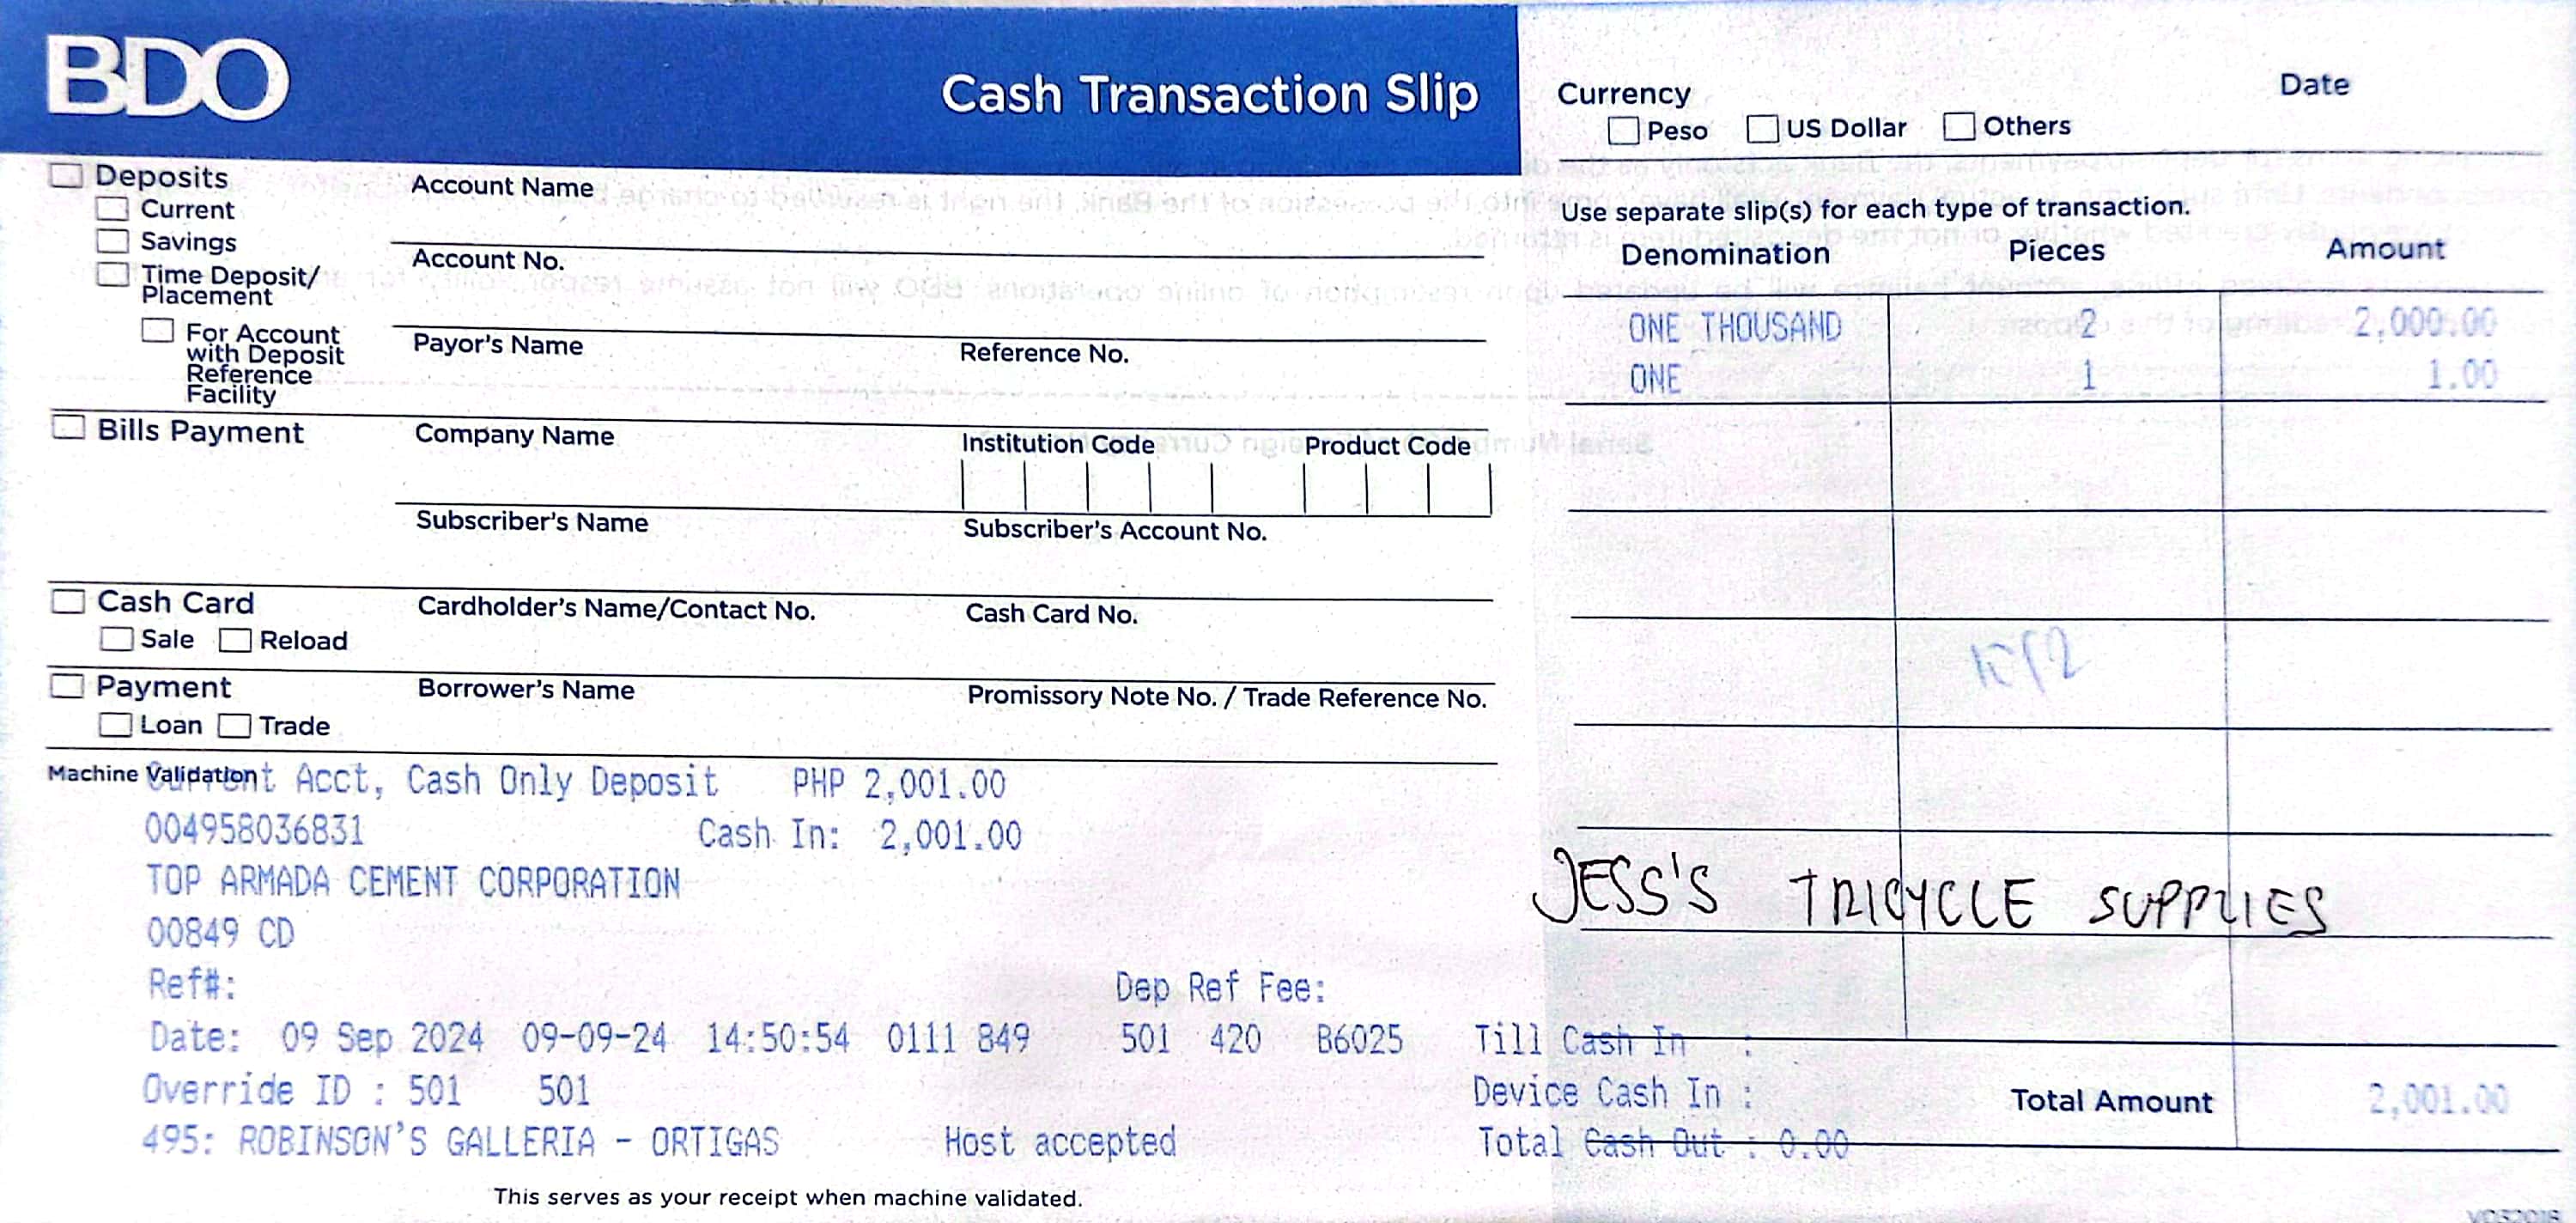 BDO
Cash Transaction Slip
Currency
Date
Peso US Dollar Others
Deposits
Current
Savings
Time Deposit/
Placement
For Account
with Deposit
Reference
Facility
Account Name
Account No.
Payor's Name Reference No.
Use separate slip(s) for each type of transaction.
Denomination Pieces Amount
ONE THOUSAND 2 2,000.00
ONE 1 1.00
Bills Payment
Company Name Institution Code Product Code
Subscriber's Name Subscriber's Account No.
Cash Card Cardholder's Name/Contact No. Cash Card No.
Sale Reload
Payment Borrower's Name Promissory Note No. / Trade Reference No.
Loan Trade
Machine Validation
Current Acct, Cash Only Deposit PHP 2,001.00
004958036831 Cash In: 2,001.00
TOP ARMADA CEMENT CORPORATION
00849 CD
JESS'S TRICYCLE SUPPLIES
Ref#: Dep Ref Fee:
Date: 09 Sep 2024 09-09-24 14:50:54 0111 849 501 420 B6025 Till Cash In :
Override ID : 501 501 Device Cash In :
Total Amount 2,001.00
495: ROBINSON'S GALLERIA - ORTIGAS Host accepted Total Cash Out : 0.00
This serves as your receipt when machine validated.